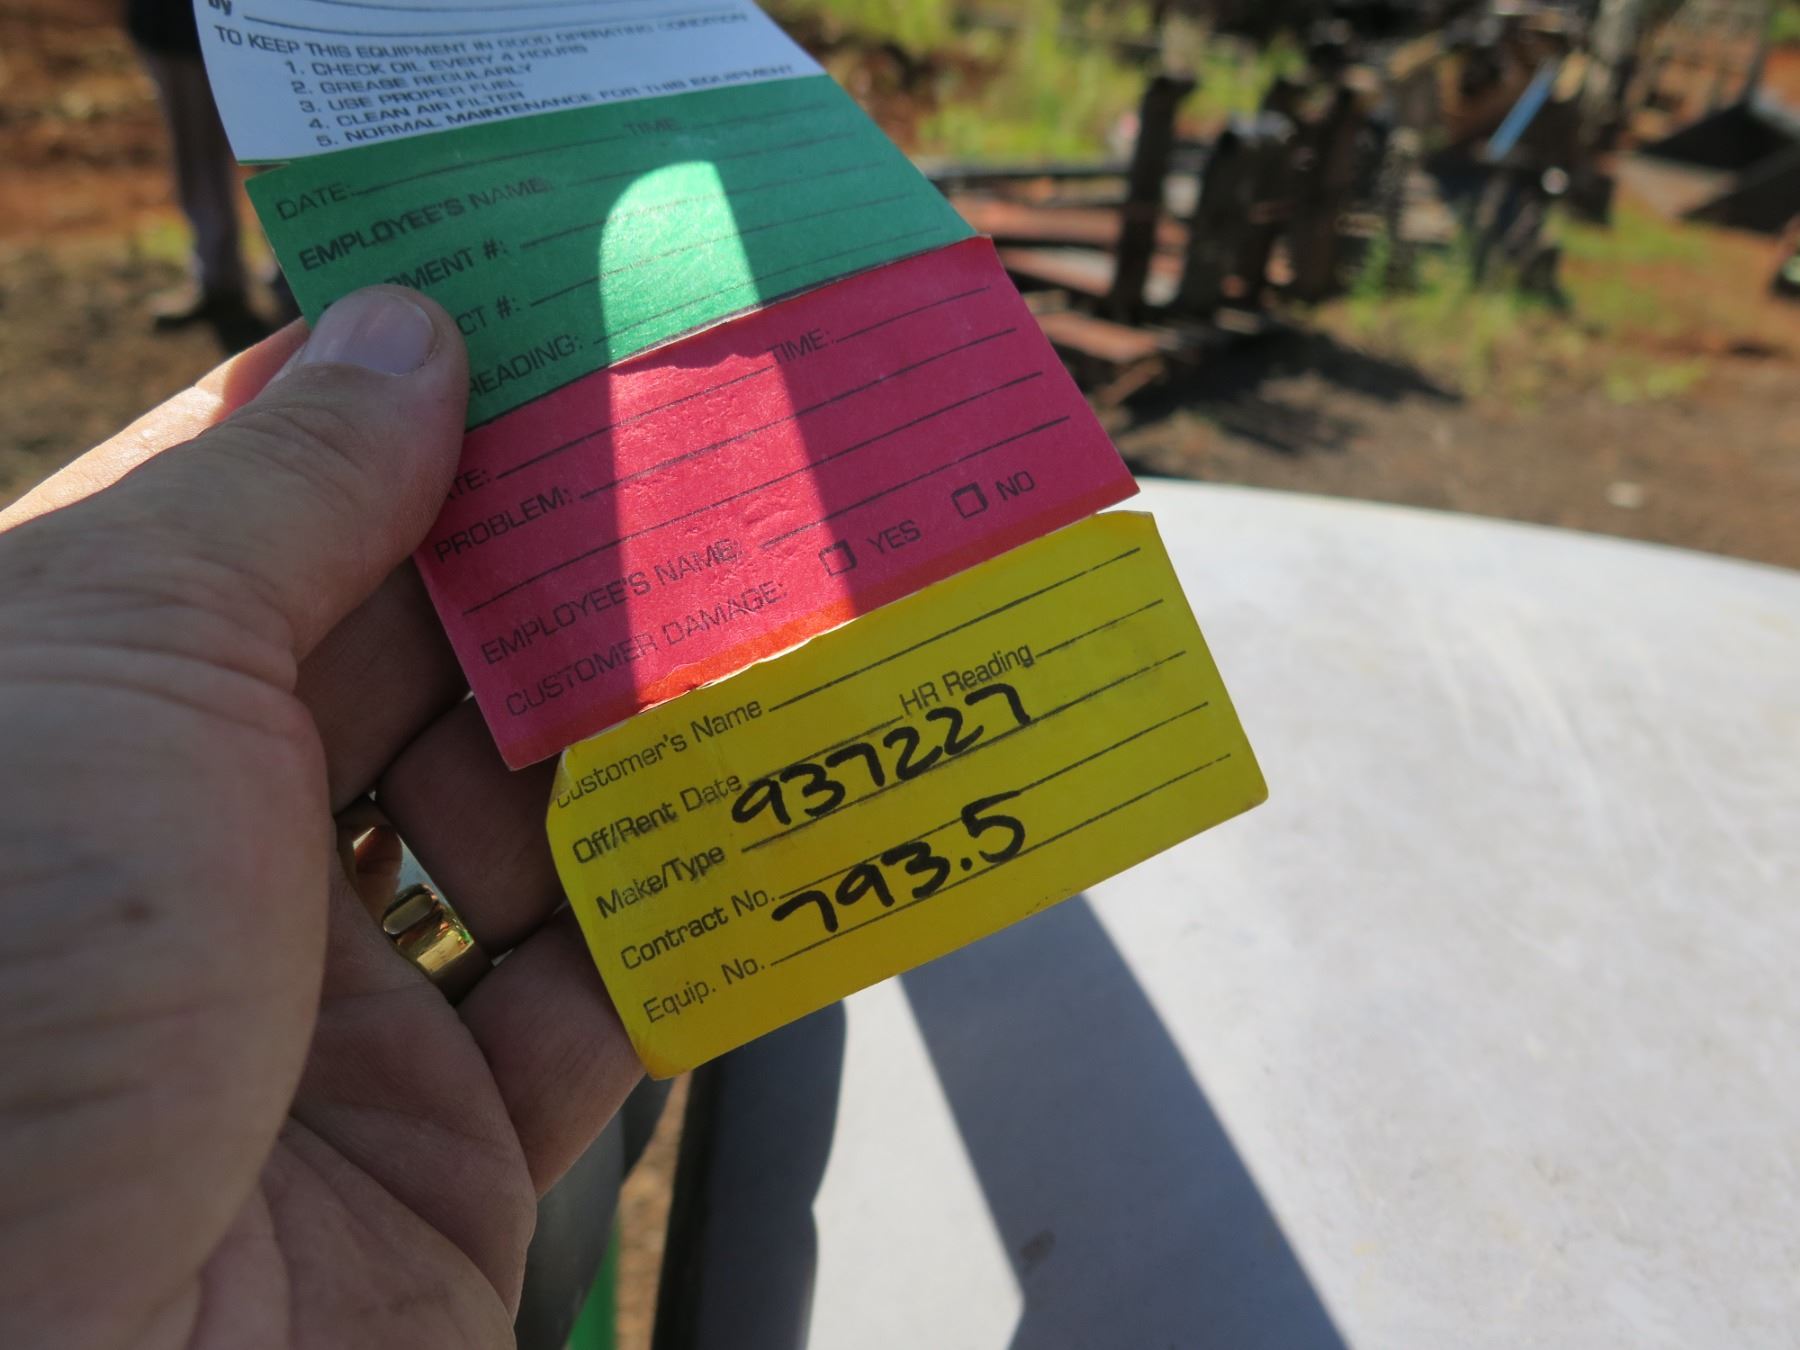 by
TO KEEP THIS EQUIPMENT IN GOOD OPERATING CONDITION
1. CHECK OIL EVERY 4 HOURS
2. GREASE REGULARLY
3. USE PROPER FUEL
4. CLEAN AIR FILTER
5. NORMAL MAINTENANCE FOR THIS EQUIPMENT
DATE: TIME
EMPLOYEE'S NAME:
#:
CT #:
READING:
TIME:
PROBLEM:
EMPLOYEE'S NAME:
CUSTOMER DAMAGE: YES NO
Customer's Name
Off/Rent Date HR Reading
Make/Type 937227
Contract No.
Equip. No. 793.5